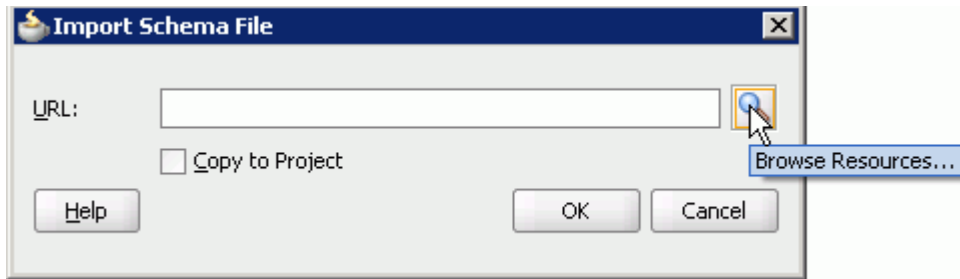 Import Schema File
URL:
Copy to Project
Browse Resources...
Help
OK
Cancel